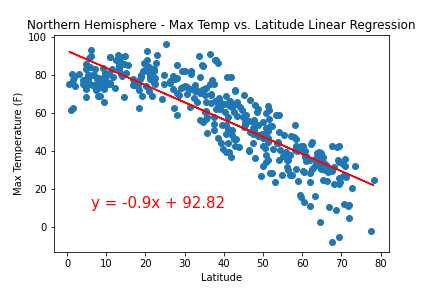 Northern Hemisphere - Max Temp vs. Latitude Linear Regression
100
80
60
40
20
0
Max Temperature (F)
y = -0.9x + 92.82
0 10 20 30 40 50 60 70 80
Latitude